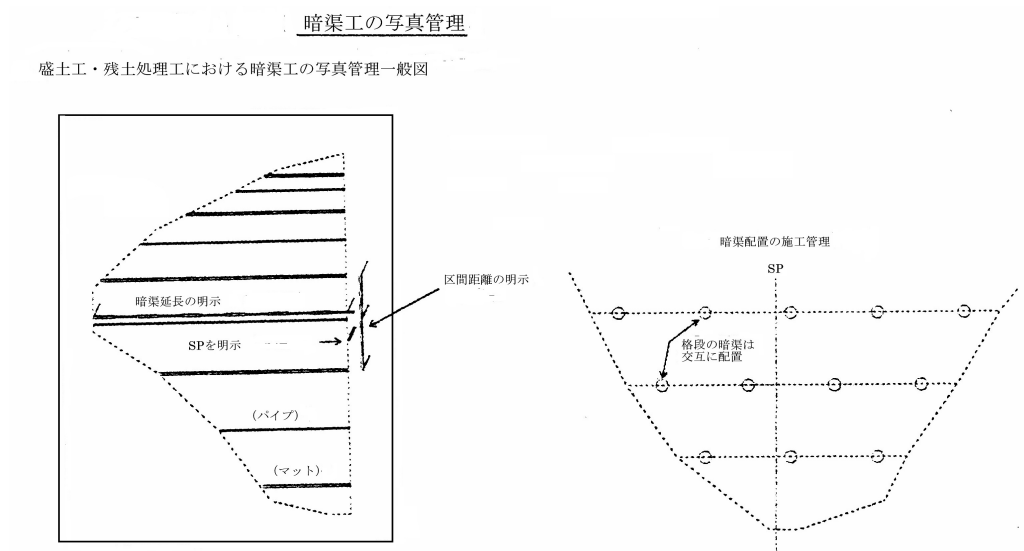 暗渠工の写真管理
盛土工・残土処理工における暗渠工の写真管理一般図
暗渠延長の明示
SPを明示
(パイプ)
(マット)
区間距離の明示
暗渠配置の施工管理
SP
格段の暗渠は
交互に配置